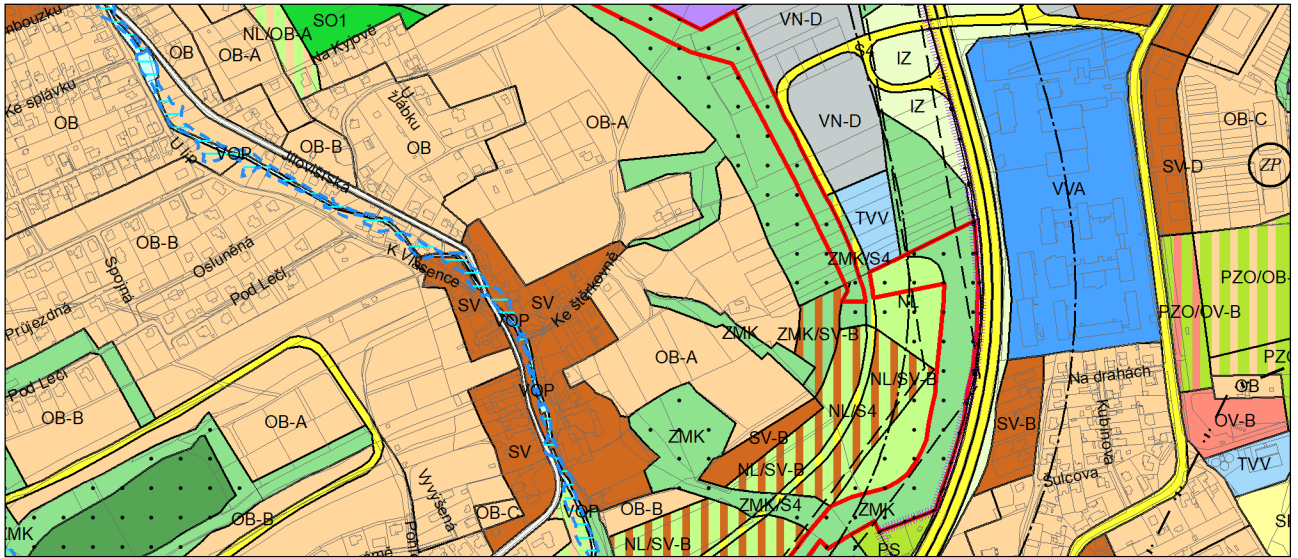 SO1
VN-D
mbouzku
NL/OB-A
OB
OB-A
Na Kyjově
S4
IZ
Ke splávku
U Žlábku
OB
OB-A
VN-D
IZ
OB-C
OB-B
OB
VOP
Jílovišťská
ZP
SV-D
VVA
TVV
OB-B
Osluněná
K Vltavence
ZMK/S4
Spojná
Pod Lečí
PZO/OB-
SV
SV
Ke štěrkovně
NL
VOP
PZO/OV-B
Průjezdná
ZMK
ZMK/SV-B
OB-A
PZO
Pod Lečí
NL/SV-B
Na drahách
OB
VOP
OB-B
NL/S4
OB-A
OV-B
SV-B
Kubínova
ZMK
SV-B
SV
TVV
NL/SV-B
Šulcova
Vyvýšená
ZMK/S4
OB-C
VOP
OB-B
ZMK
OB-B
ZMK
NL/SV-B
PS